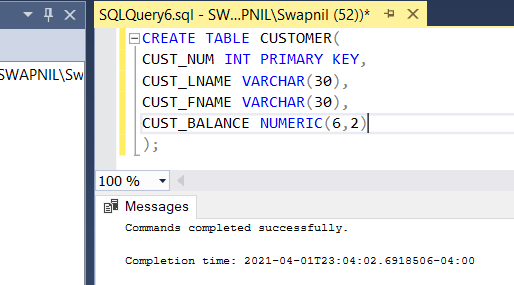 SQLQuery6.sql - SW...PNIL\Swapnil (52))*
SWAPNIL\Sw
CREATE TABLE CUSTOMER(
CUST_NUM INT PRIMARY KEY,
CUST_LNAME VARCHAR(30),
CUST_FNAME VARCHAR(30),
CUST_BALANCE NUMERIC(6,2)
);
100 %
Messages
Commands completed successfully.
Completion time: 2021-04-01T23:04:02.6918506-04:00